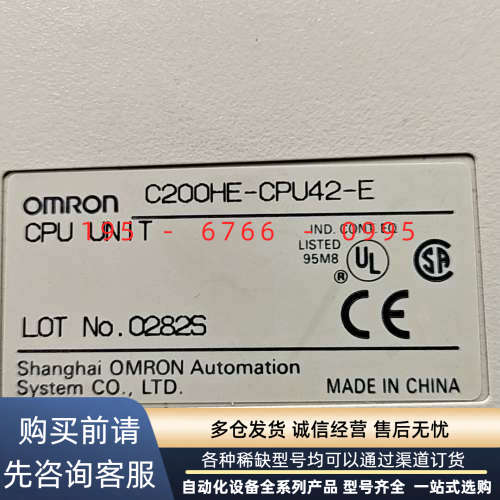 omron C200HE-CPU42-E
CPU UNIT
195 - 6766 - 0995
IND. CONT. EQ.
LISTED
95M8
UL
®
SA
CE
LOT No. 0282S
Shanghai OMRON Automation
System CO., LTD.
MADE IN CHINA
购买前请
先咨询客服
多仓发货 诚信经营 售后无忧
各种稀缺型号均可以通过渠道订货
自动化设备全系列产品 型号齐全 一站式选购